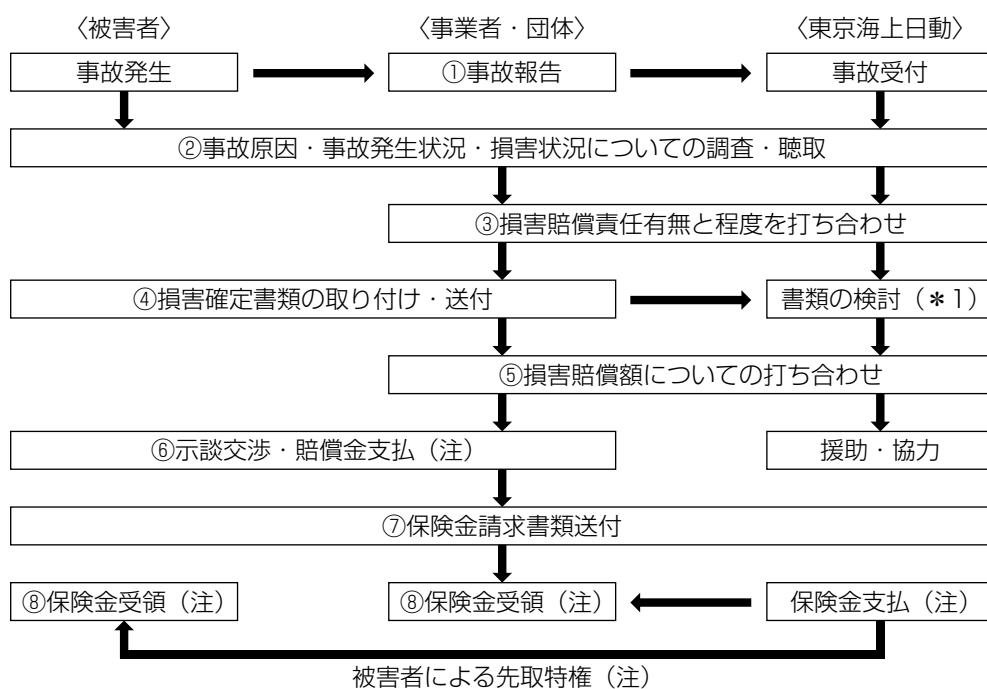 〈被害者〉 〈事業者・団体〉 〈東京海上日動〉
事故発生 ①事故報告 事故受付
②事故原因・事故発生状況・損害状況についての調査・聴取
③損害賠償責任有無と程度を打ち合わせ
④損害確定書類の取り付け・送付 書類の検討（＊1）
⑤損害賠償額についての打ち合わせ
⑥示談交渉・賠償金支払（注） 援助・協力
⑦保険金請求書類送付
⑧保険金受領（注） ⑧保険金受領（注） 保険金支払（注）
被害者による先取特権（注）